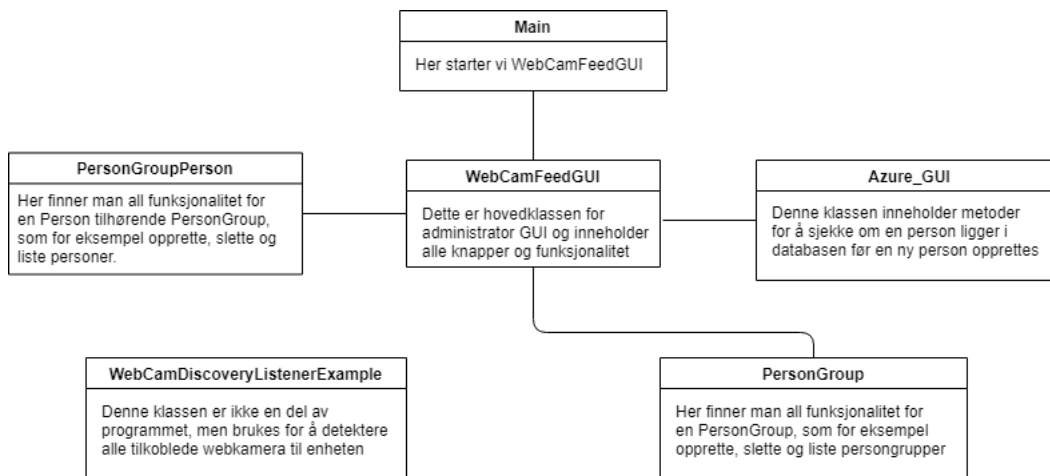 Main
Her starter vi WebCamFeedGUI
PersonGroupPerson
Her finner man all funksjonalitet for
en Person tilhørende PersonGroup,
som for eksempel opprette, slette og
liste personer.
WebCamFeedGUI
Dette er hovedklassen for
administrator GUI og inneholder
alle knapper og funksjonalitet
Azure_GUI
Denne klassen inneholder metoder
for å sjekke om en person ligger i
databasen før en ny person opprettes
WebCamDiscoveryListenerExample
Denne klassen er ikke en del av
programmet, men brukes for å detektere
alle tilkoblede webkamera til enheten
PersonGroup
Her finner man all funksjonalitet for
en PersonGroup, som for eksempel
opprette, slette og liste persongrupper